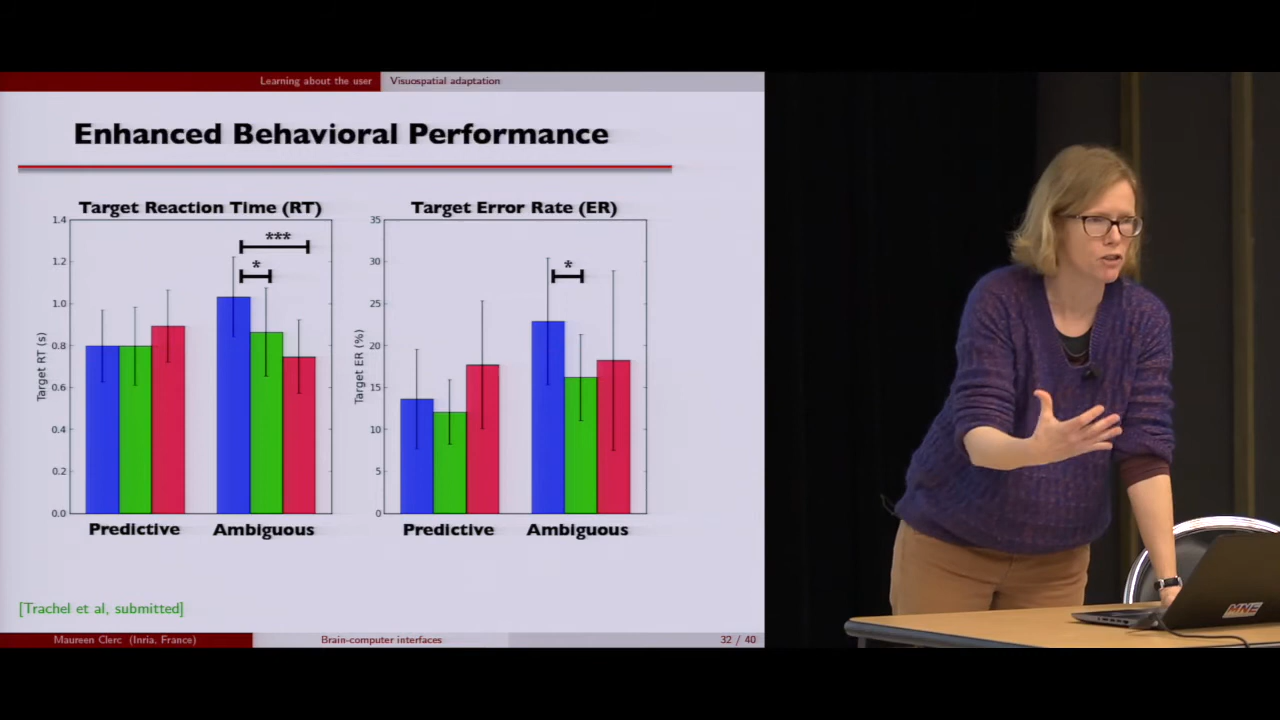 Learning about the user
Visuospatial adaptation
Enhanced Behavioral Performance
Target Reaction Time (RT)
Target RT (s)
1.4
1.2
1.0
0.8
0.6
0.4
0.2
0.0
***
*
Predictive
Ambiguous
Target Error Rate (ER)
Target ER (%)
35
30
25
20
15
10
5
0
*
Predictive
Ambiguous
[Trachel et al, submitted]
Maureen Clerc (Inria, France)
Brain-computer interfaces
32 / 40
MNE